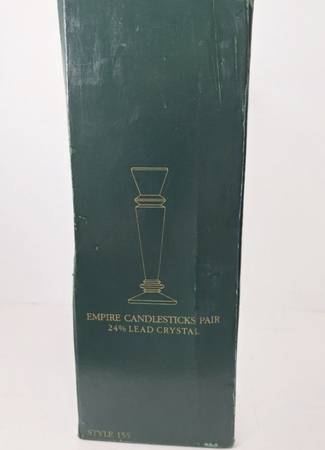 EMPIRE CANDLESTICKS PAIR
24% LEAD CRYSTAL
STYLE 155